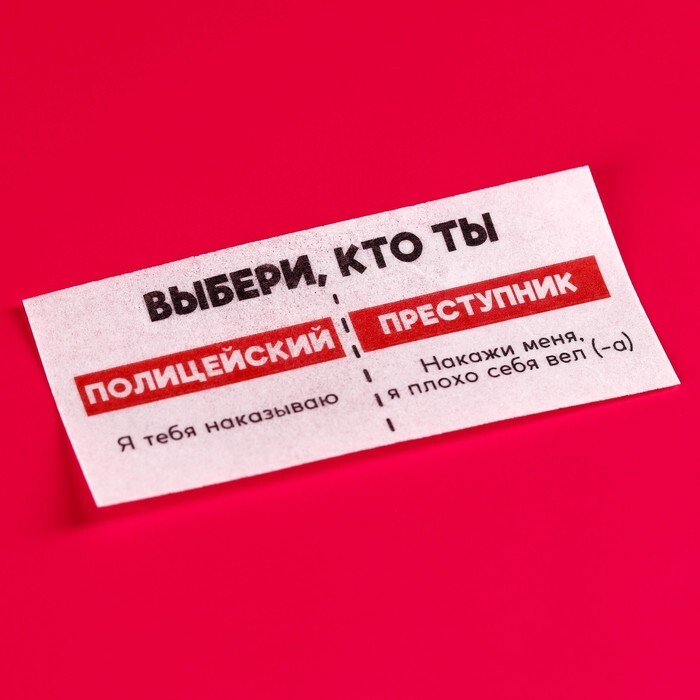 ВЫБЕРИ, КТО ТЫ
ПОЛИЦЕЙСКИЙ
Я тебя наказываю
ПРЕСТУПНИК
Накажи меня,
я плохо себя вел (-а)